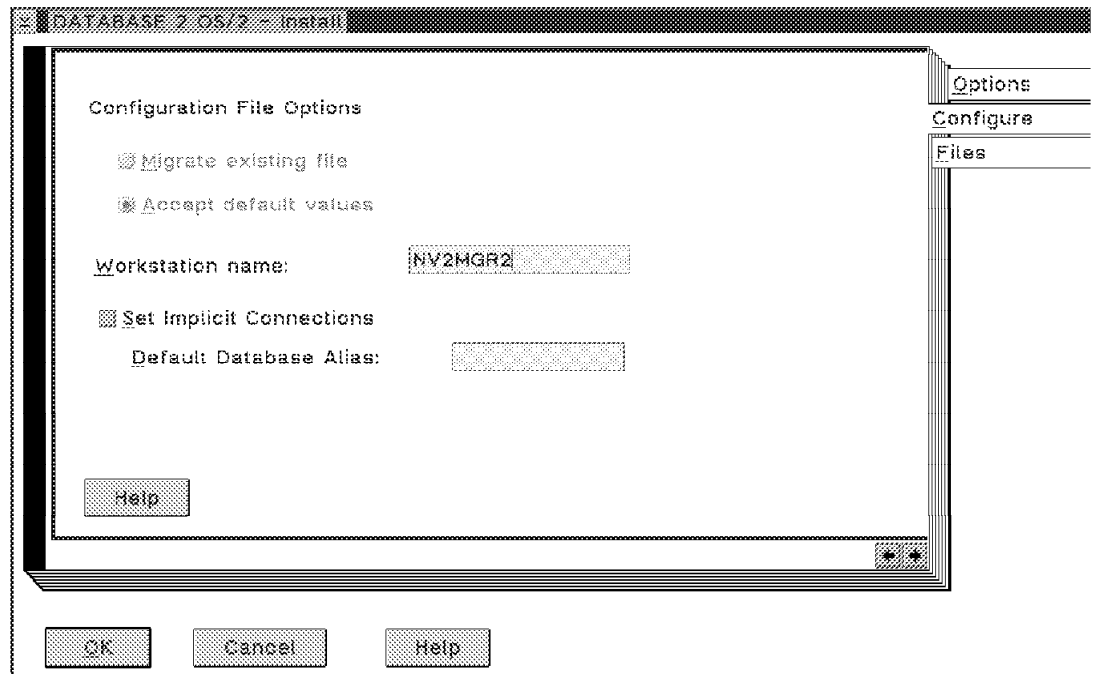 DATABASE 2 OS/2 - Install
Options
Configure
Files
Configuration File Options
Migrate existing file
Accept default values
Workstation name: NV2MGR2
Set Implicit Connections
Default Database Alias:
Help
OK Cancel Help